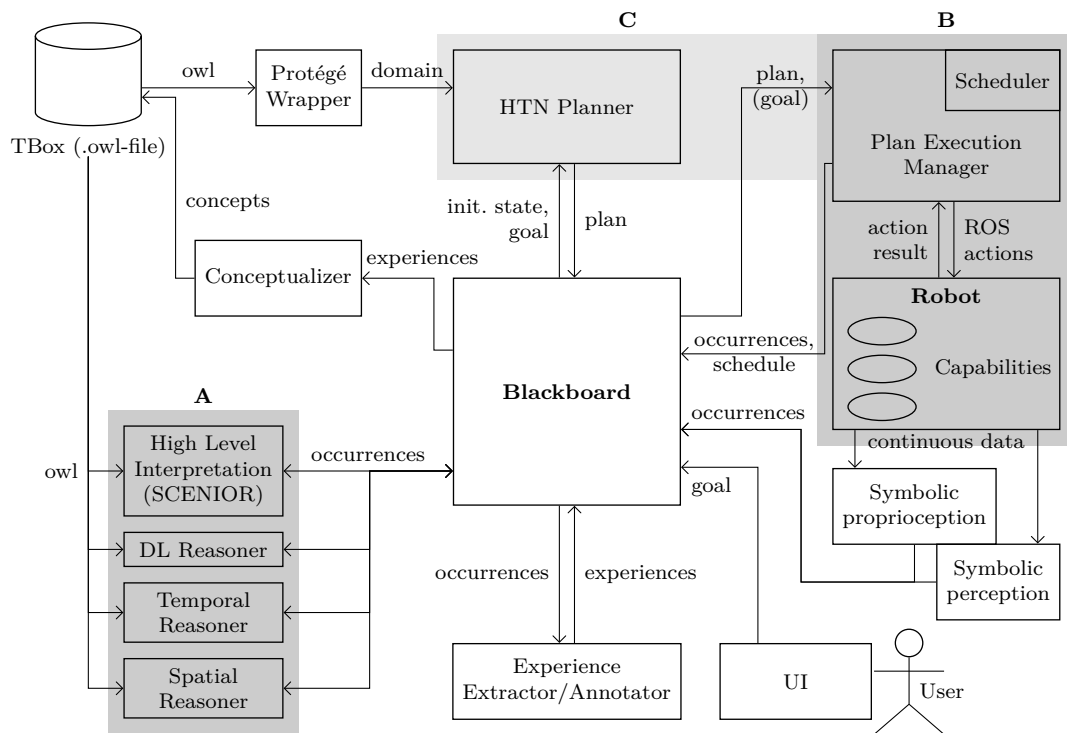 C
B
owl
Protégé
Wrapper
domain
HTN Planner
plan,
(goal)
Scheduler
TBox (.owl-file)
Plan Execution
Manager
concepts
init. state,
goal
plan
action
result
ROS
actions
experiences
Conceptualizer
Robot
Capabilities
occurrences,
schedule
Blackboard
A
occurrences
continuous data
High Level
Interpretation
(SCENIOR)
owl
occurrences
goal
Symbolic
proprioception
DL Reasoner
occurrences
experiences
Symbolic
perception
Temporal
Reasoner
Spatial
Reasoner
Experience
Extractor/Annotator
UI
User